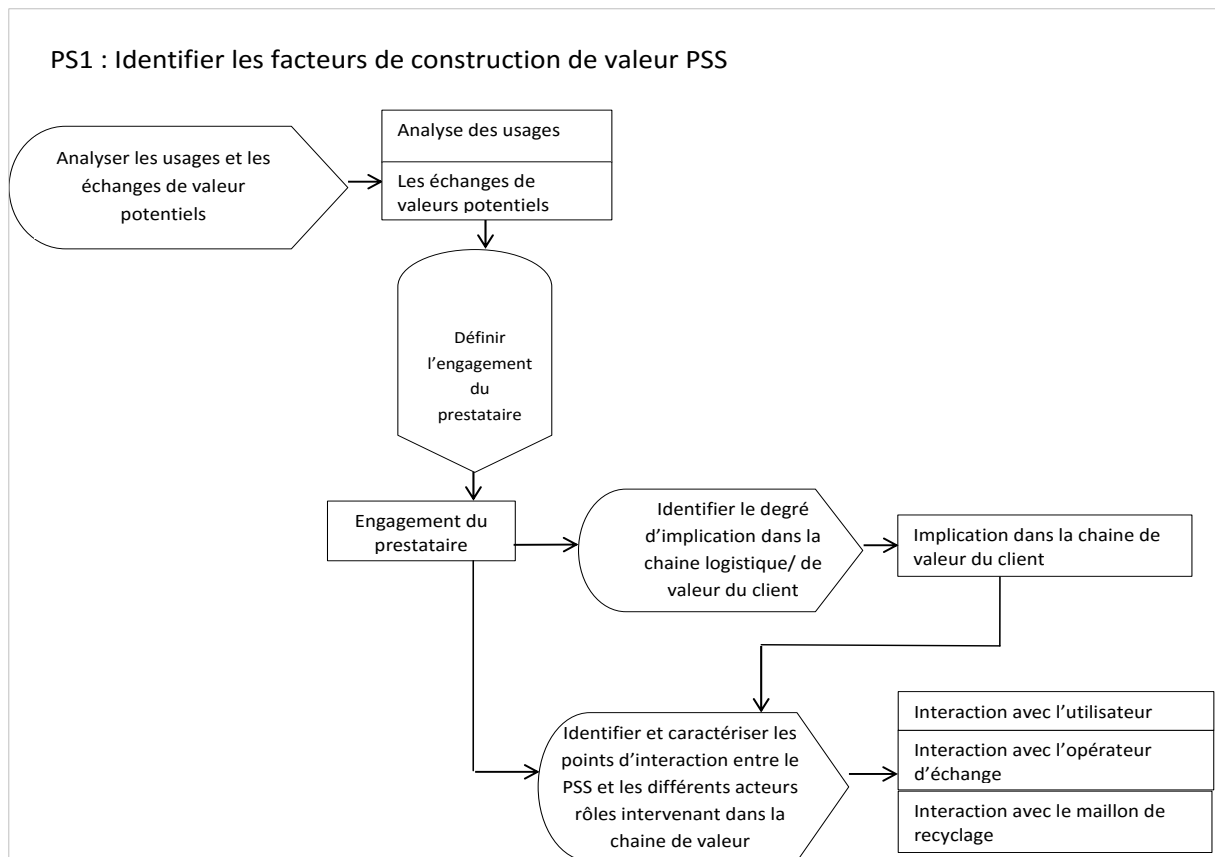 PS1 : Identifier les facteurs de construction de valeur PSS
Analyser les usages et les
échanges de valeur
potentiels
Analyse des usages
Les échanges de
valeurs potentiels
Définir
l’engagement
du
prestataire
Engagement du
prestataire
Identifier le degré
d’implication dans la
chaine logistique/ de
valeur du client
Implication dans la chaine de
valeur du client
Identifier et caractériser les
points d’interaction entre le
PSS et les différents acteurs
rôles intervenant dans la
chaine de valeur
Interaction avec l’utilisateur
Interaction avec l’opérateur
d’échange
Interaction avec le maillon de
recyclage